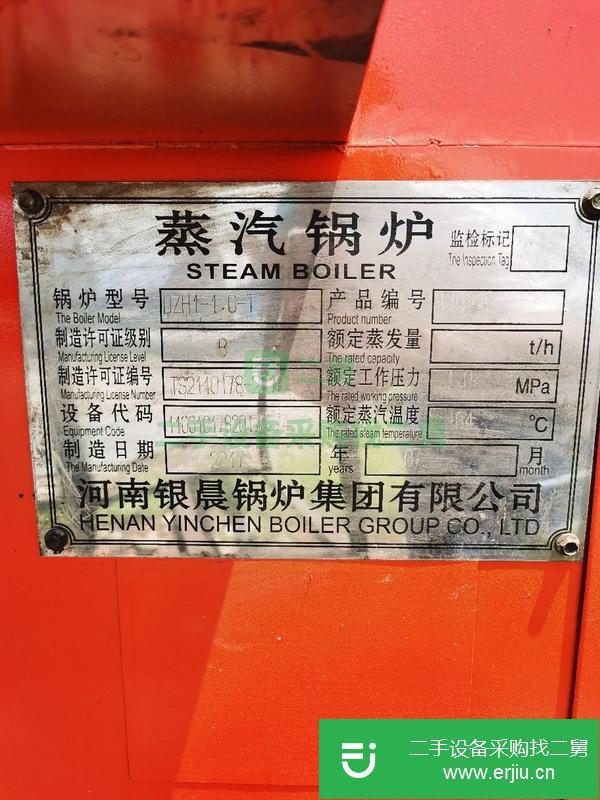 蒸汽锅炉
STEAM BOILER
监检标记
The Inspection Tag
锅炉型号 DZH1-1.0-T 产品编号
The Boiler Model Product number
制造许可证级别 B 额定蒸发量 t/h
Manufacturing License Level The rated capacity
制造许可证编号 TS2110178 额定工作压力 MPa
Manufacturing License Number The rated working pressure
设备代码 额定蒸汽温度 ℃
Equipment Code The rated steam temperature
制造日期 2017 年 月
The Manufacturing Date years month
河南银晨锅炉集团有限公司
HENAN YINCHEN BOILER GROUP CO., LTD
二手设备采购找二舅
www.erjiu.cn